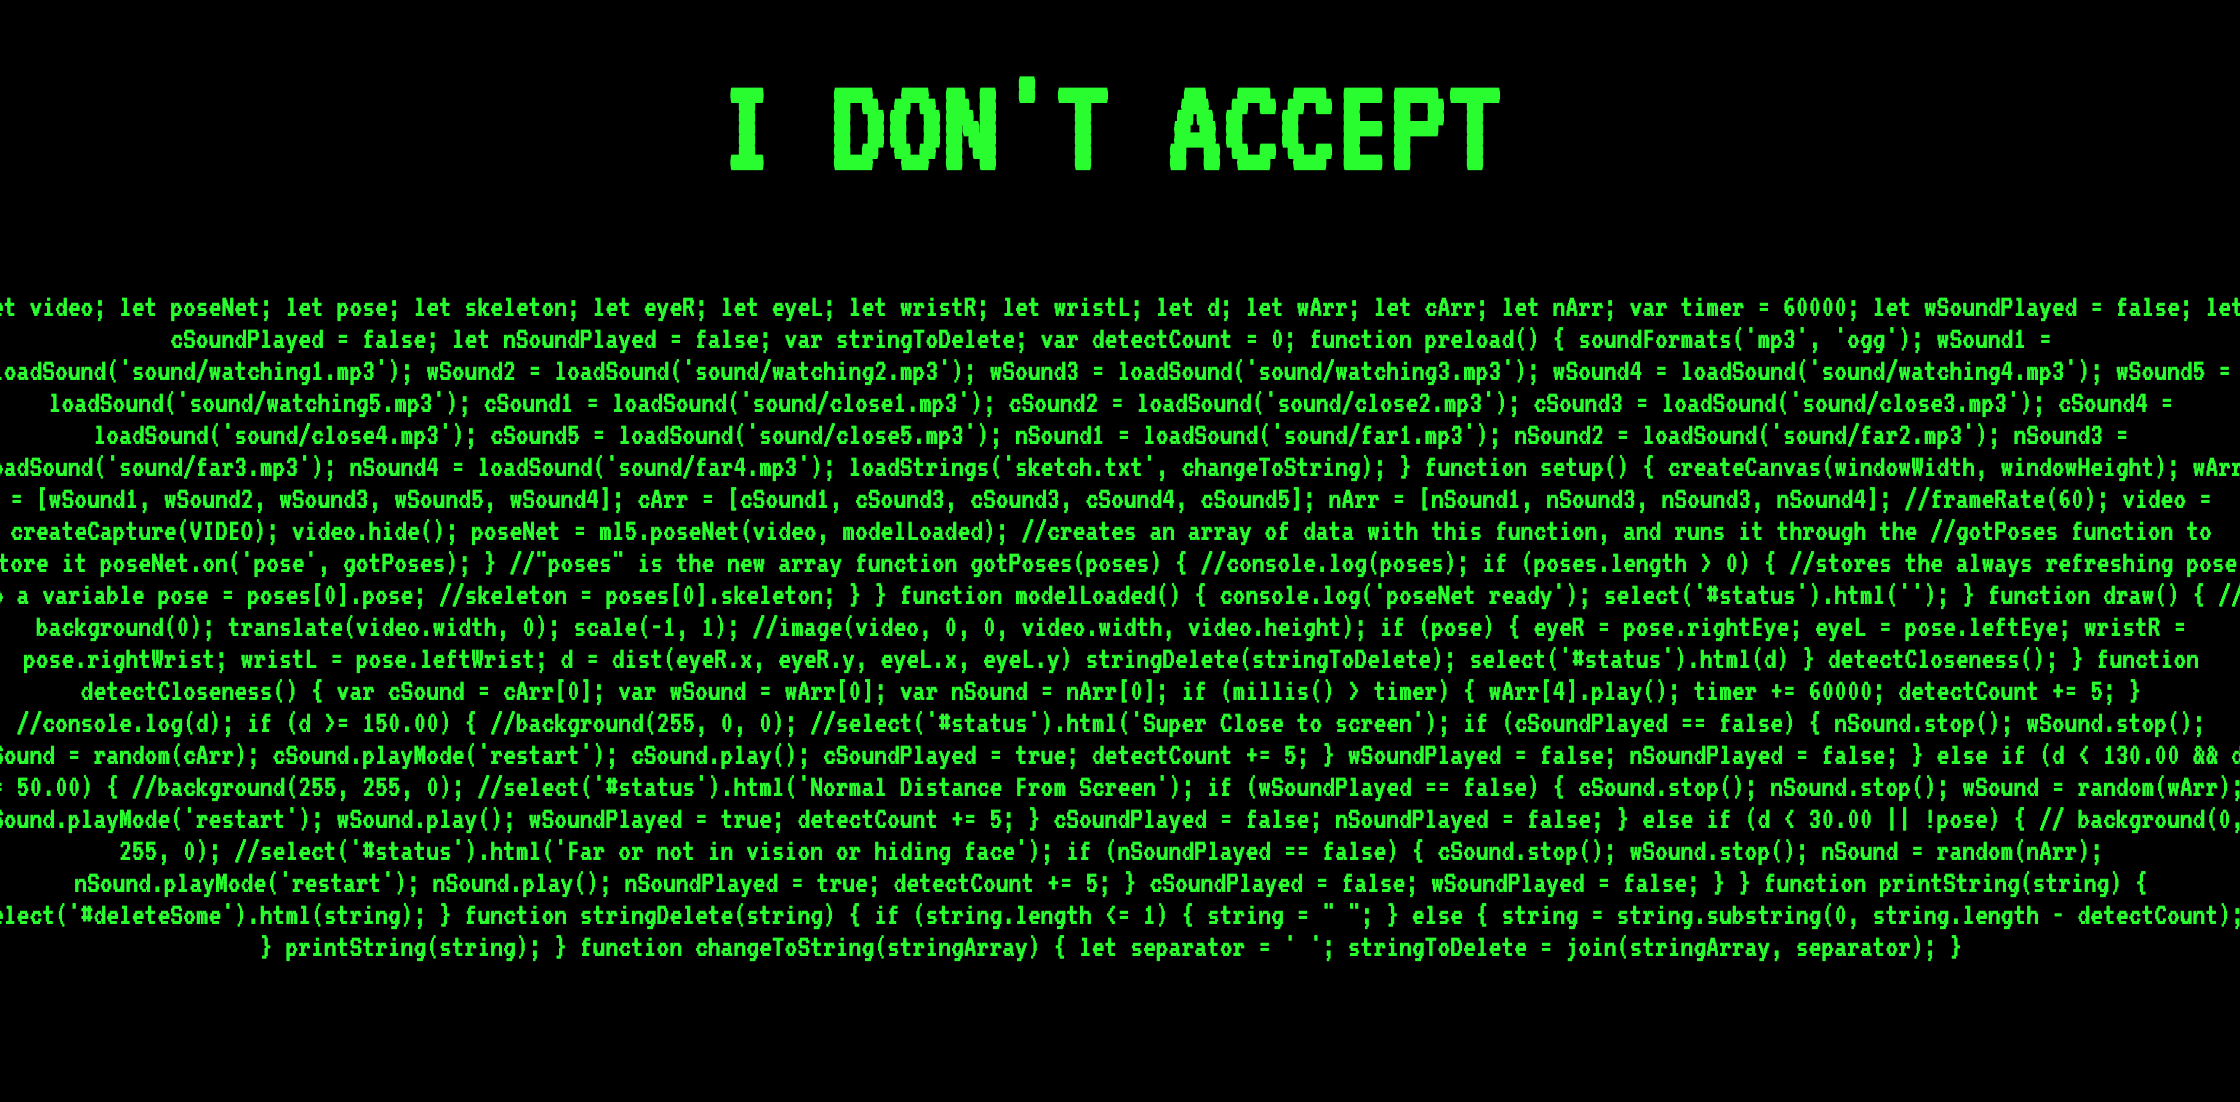 I DON'T ACCEPT
et video; let poseNet; let pose; let skeleton; let eyeR; let eyeL; let wristR; let wristL; let d; let wArr; let cArr; let nArr; var timer = 60000; let wSoundPlayed = false; let
cSoundPlayed = false; let nSoundPlayed = false; var stringToDelete; var detectCount = 0; function preload() { soundFormats('mp3', 'ogg'); wSound1 =
loadSound('sound/watching1.mp3'); wSound2 = loadSound('sound/watching2.mp3'); wSound3 = loadSound('sound/watching3.mp3'); wSound4 = loadSound('sound/watching4.mp3'); wSound5 =
loadSound('sound/watching5.mp3'); cSound1 = loadSound('sound/close1.mp3'); cSound2 = loadSound('sound/close2.mp3'); cSound3 = loadSound('sound/close3.mp3'); cSound4 =
loadSound('sound/close4.mp3'); cSound5 = loadSound('sound/close5.mp3'); nSound1 = loadSound('sound/far1.mp3'); nSound2 = loadSound('sound/far2.mp3'); nSound3 =
oadSound('sound/far3.mp3'); nSound4 = loadSound('sound/far4.mp3'); loadStrings('sketch.txt', changeToString); } function setup() { createCanvas(windowWidth, windowHeight); wArr
= [wSound1, wSound2, wSound3, wSound5, wSound4]; cArr = [cSound1, cSound3, cSound3, cSound4, cSound5]; nArr = [nSound1, nSound3, nSound3, nSound4]; //frameRate(60); video =
createCapture(VIDEO); video.hide(); poseNet = ml5.poseNet(video, modelLoaded); //creates an array of data with this function, and runs it through the //gotPoses function to
tore it poseNet.on('pose', gotPoses); } //"poses" is the new array function gotPoses(poses) { //console.log(poses); if (poses.length > 0) { //stores the always refreshing pose
o a variable pose = poses[0].pose; //skeleton = poses[0].skeleton; } } function modelLoaded() { console.log('poseNet ready'); select('#status').html(''); } function draw() { //
background(0); translate(video.width, 0); scale(-1, 1); //image(video, 0, 0, video.width, video.height); if (pose) { eyeR = pose.rightEye; eyeL = pose.leftEye; wristR =
pose.rightWrist; wristL = pose.leftWrist; d = dist(eyeR.x, eyeR.y, eyeL.x, eyeL.y) stringDelete(stringToDelete); select('#status').html(d) } detectCloseness(); } function
detectCloseness() { var cSound = cArr[0]; var wSound = wArr[0]; var nSound = nArr[0]; if (millis() > timer) { wArr[4].play(); timer += 60000; detectCount += 5; }
//console.log(d); if (d >= 150.00) { //background(255, 0, 0); //select('#status').html('Super Close to screen'); if (cSoundPlayed == false) { nSound.stop(); wSound.stop();
Sound = random(cArr); cSound.playMode('restart'); cSound.play(); cSoundPlayed = true; detectCount += 5; } wSoundPlayed = false; nSoundPlayed = false; } else if (d < 130.00 && d
= 50.00) { //background(255, 255, 0); //select('#status').html('Normal Distance From Screen'); if (wSoundPlayed == false) { cSound.stop(); nSound.stop(); wSound = random(wArr);
Sound.playMode('restart'); wSound.play(); wSoundPlayed = true; detectCount += 5; } cSoundPlayed = false; nSoundPlayed = false; } else if (d < 30.00 || !pose) { // background(0,
255, 0); //select('#status').html('Far or not in vision or hiding face'); if (nSoundPlayed == false) { cSound.stop(); wSound.stop(); nSound = random(nArr);
nSound.playMode('restart'); nSound.play(); nSoundPlayed = true; detectCount += 5; } cSoundPlayed = false; wSoundPlayed = false; } } function printString(string) {
elect('#deleteSome').html(string); } function stringDelete(string) { if (string.length <= 1) { string = " "; } else { string = string.substring(0, string.length - detectCount);
} printString(string); } function changeToString(stringArray) { let separator = ' '; stringToDelete = join(stringArray, separator); }